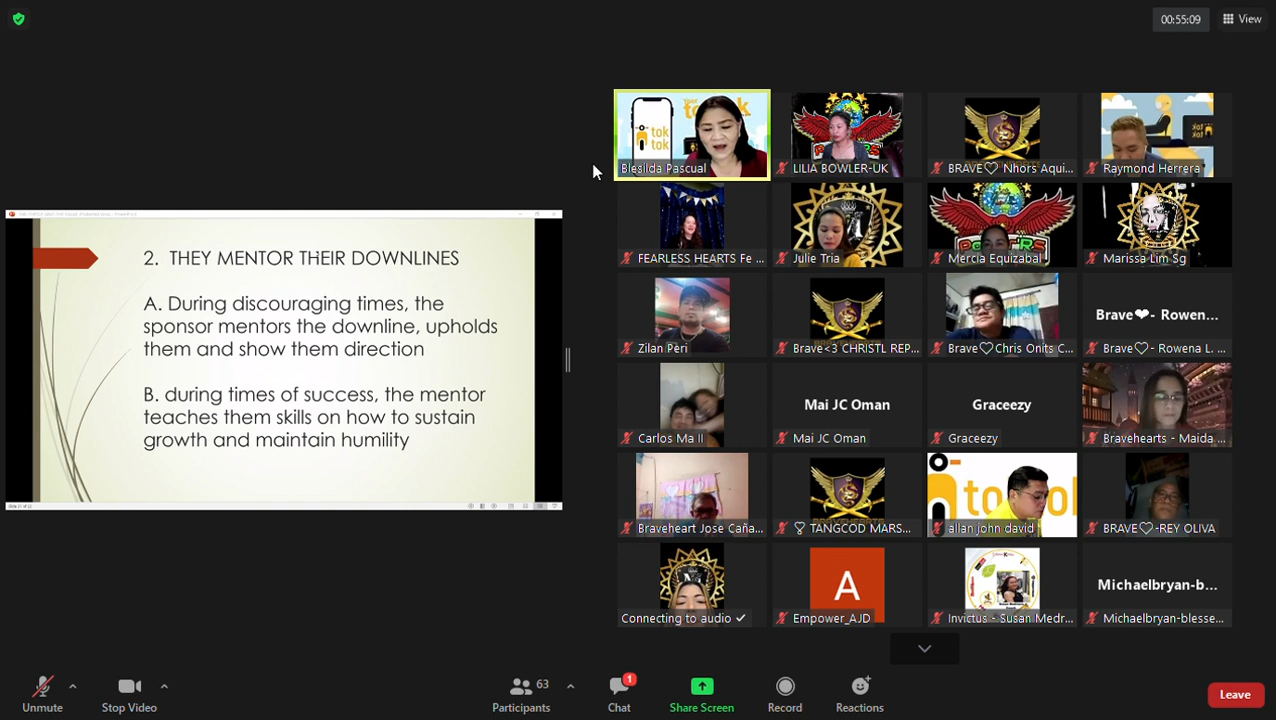 00:55:09
View
tok
tok
Blesilda Pascual
LILIA BOWLER-UK
BRAVE♡ Nhors Aqui...
Raymond Herrera
2. THEY MENTOR THEIR DOWNLINES
A. During discouraging times, the
sponsor mentors the downline, upholds
them and show them direction
B. during times of success, the mentor
teaches them skills on how to sustain
growth and maintain humility
FEARLESS HEARTS Fe ...
Julie Tria
Mercia Equizabal
Marissa Lim Sg
Zilan Peri
Brave<3 CHRISTL REP...
Brave♡Chris Onits C...
Brave❤- Rowen...
Brave♡- Rowena L. ...
Carlos Ma II
Mai JC Oman
Mai JC Oman
Graceezy
Graceezy
Bravehearts - Maida ...
Braveheart Jose Caña...
TANGCOD MARS...
allan john david
BRAVE♡-REY OLIVA
Connecting to audio ✓
A
Empower_AJD
Invictus - Susan Medr...
Michaelbryan-b...
Michaelbryan-blesse...
Unmute
Stop Video
Participants
63
Chat
1
Share Screen
Record
Reactions
Leave